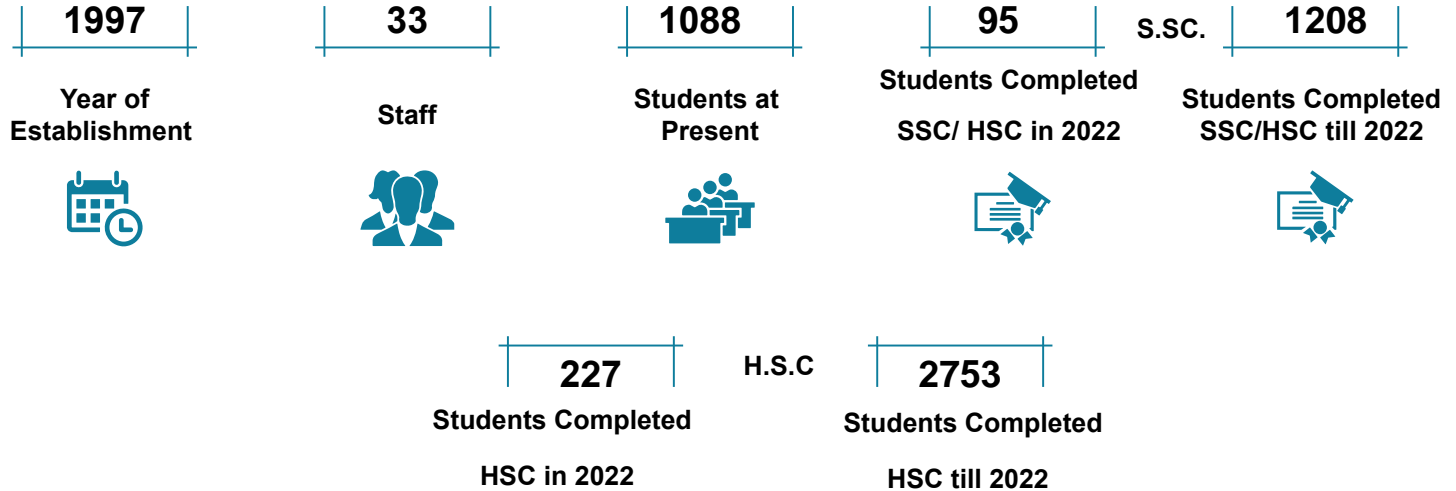 1997
Year of
Establishment
33
Staff
1088
Students at
Present
95
Students Completed
SSC/ HSC in 2022
S.SC.
1208
Students Completed
SSC/HSC till 2022
227
Students Completed
HSC in 2022
H.S.C
2753
Students Completed
HSC till 2022